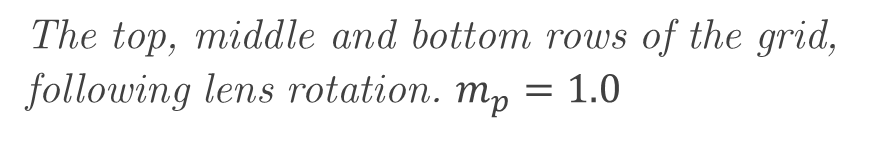 The top, middle and bottom rows of the grid,
following lens rotation. mₚ = 1.0